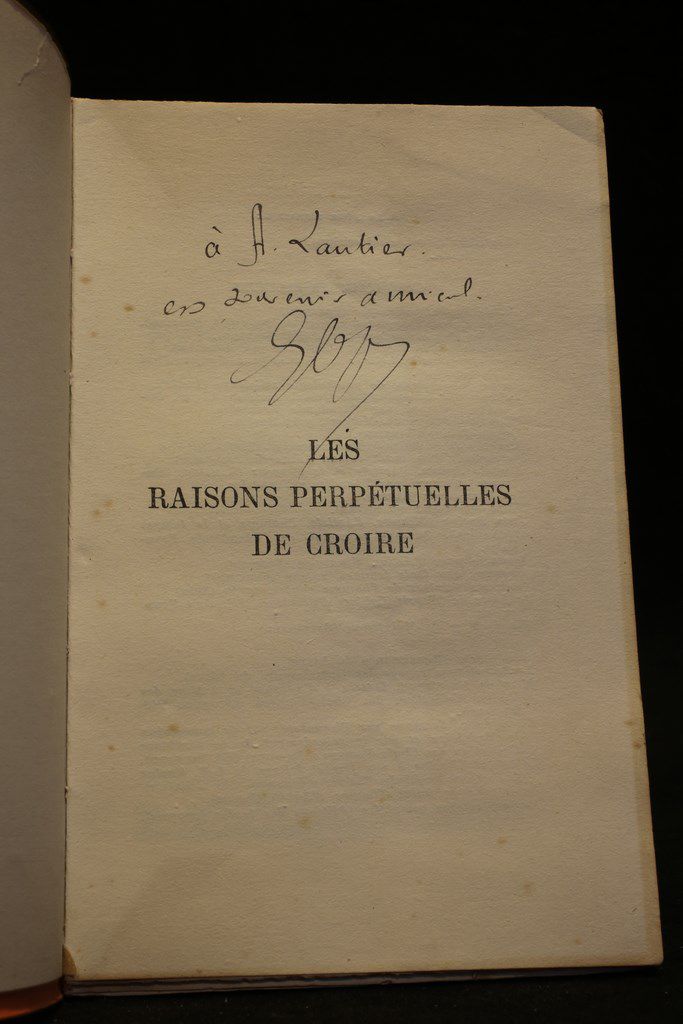 à A. Lautier.
en souvenir amical.
LES
RAISONS PERPÉTUELLES
DE CROIRE